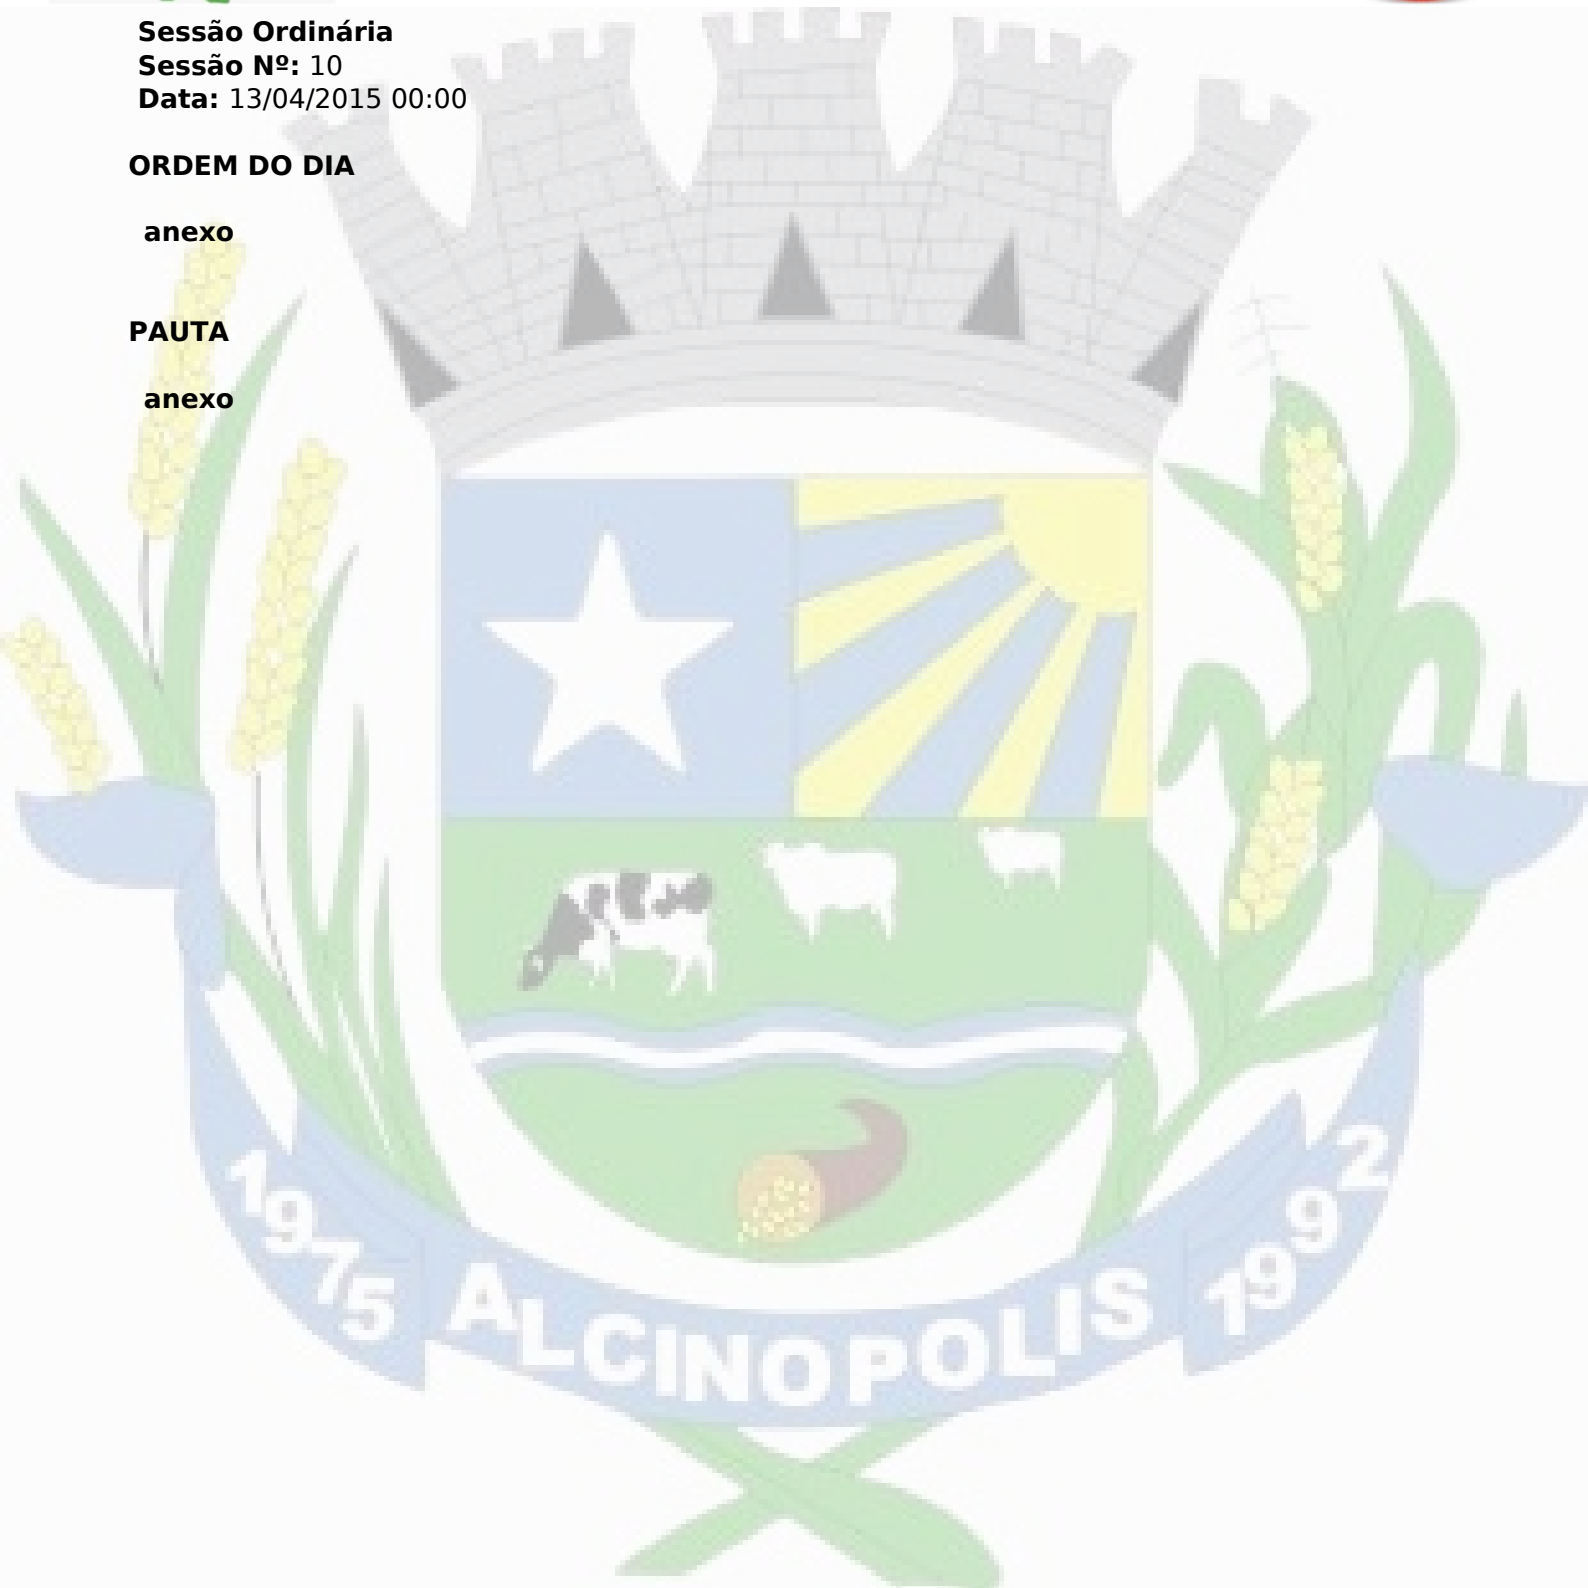 Sessão Ordinária
Sessão Nº: 10
Data: 13/04/2015 00:00
ORDEM DO DIA
anexo
PAUTA
anexo
1975 ALCINOPOLIS 1992